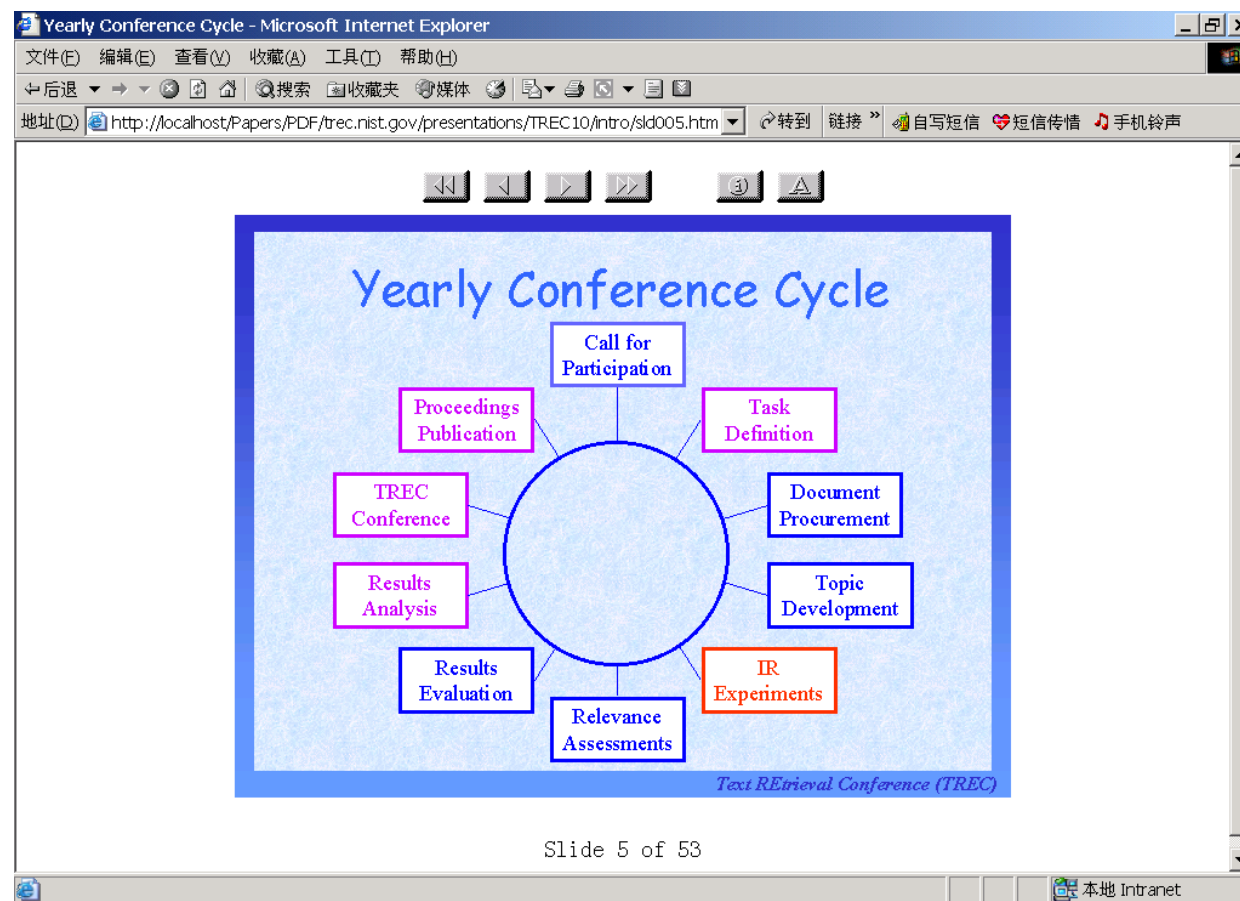 Yearly Conference Cycle - Microsoft Internet Explorer
文件(F) 编辑(E) 查看(V) 收藏(A) 工具(T) 帮助(H)
后退 搜索 收藏夹 媒体
地址(D) http://localhost/Papers/PDF/trec.nist.gov/presentations/TREC10/intro/sld005.htm 转到 链接 » 自写短信 短信传情 手机铃声
Yearly Conference Cycle
Call for
Participation
Proceedings
Publication
Task
Definition
TREC
Conference
Document
Procurement
Results
Analysis
Topic
Development
Results
Evaluation
IR
Experiments
Relevance
Assessments
Text REtrieval Conference (TREC)
Slide 5 of 53
本地 Intranet